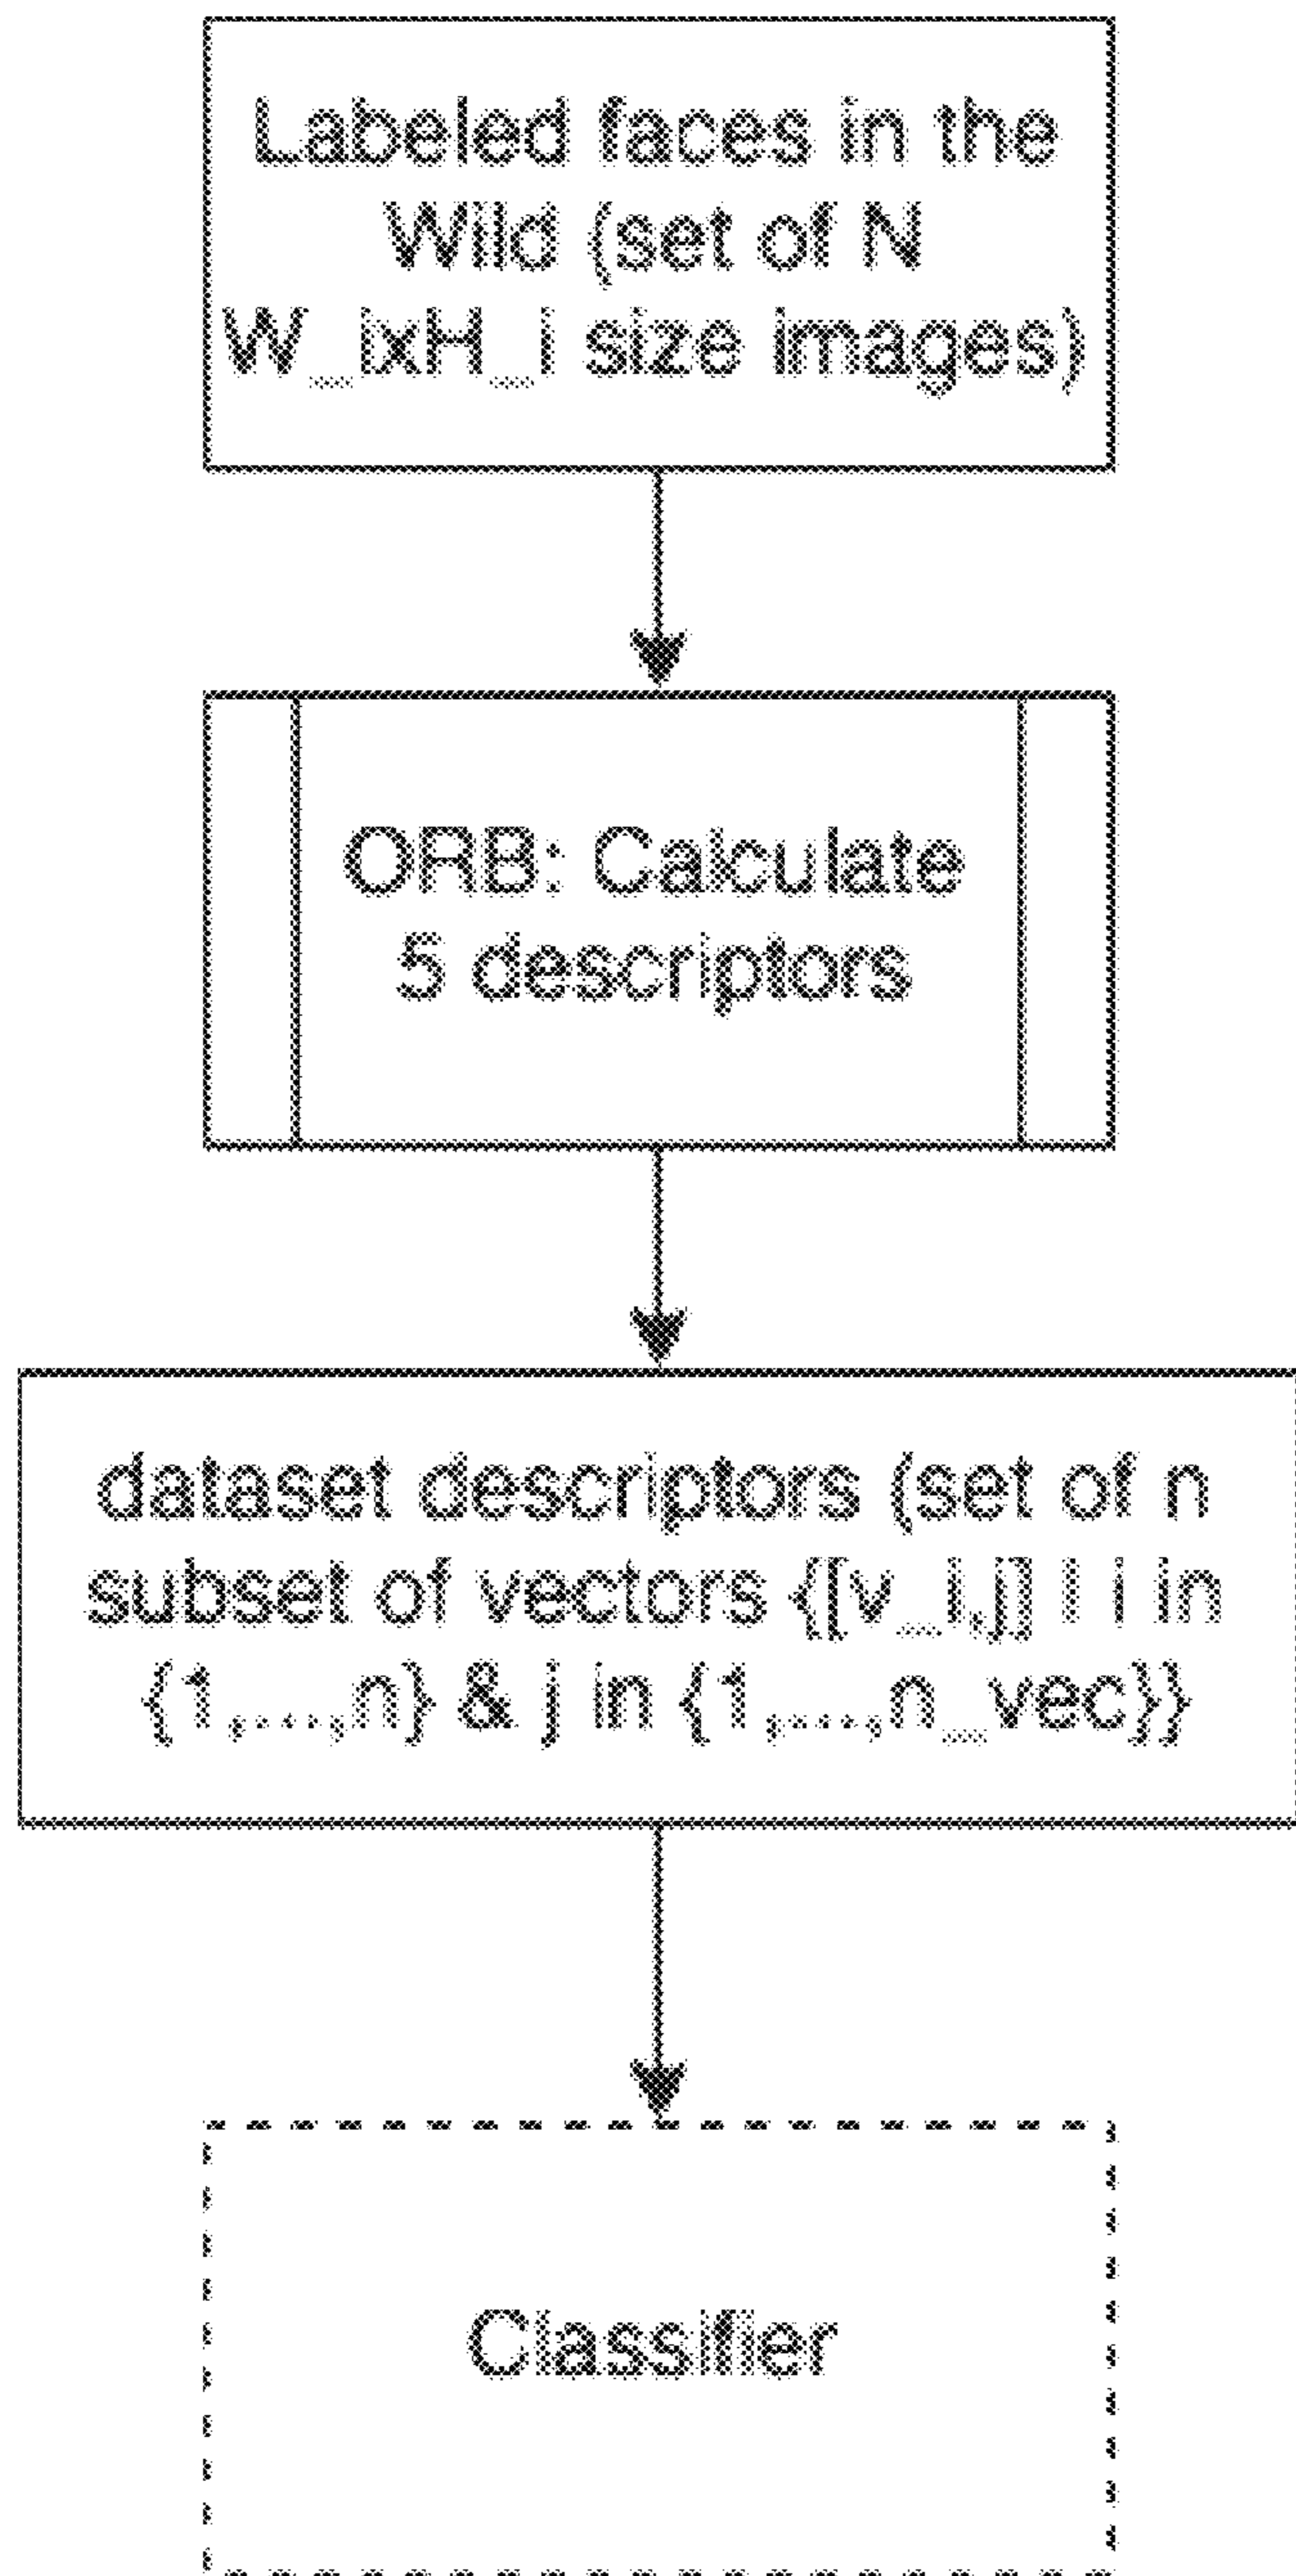 Labeled faces in the
Wild (set of N
W_ixH_i size images)
ORB: Calculate
5 descriptors
dataset descriptors (set of n
subset of vectors {[v_i,j] | i in
{1,...,n} & j in {1,...,n_vec}}
Classifier